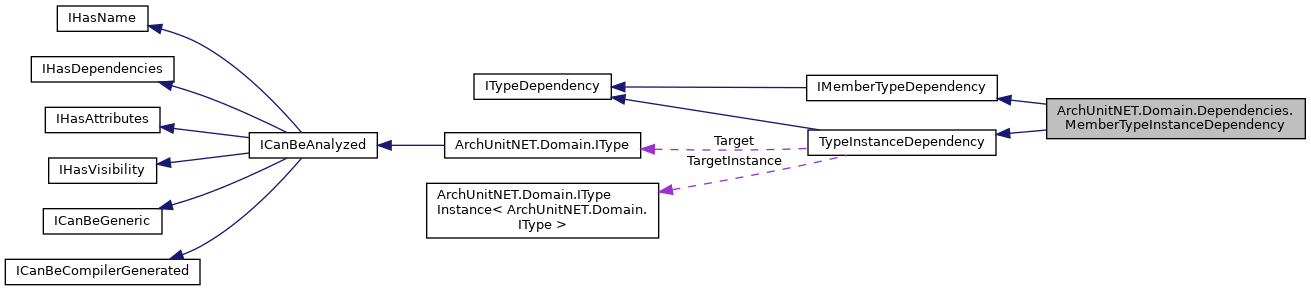 IHasName
IHasDependencies
IHasAttributes
IHasVisibility
ICanBeGeneric
ICanBeCompilerGenerated
ICanBeAnalyzed
ITypeDependency
ArchUnitNET.Domain.IType
ArchUnitNET.Domain.IType
Instance< ArchUnitNET.Domain.
IType >
Target
TargetInstance
IMemberTypeDependency
TypeInstanceDependency
ArchUnitNET.Domain.Dependencies.
MemberTypeInstanceDependency